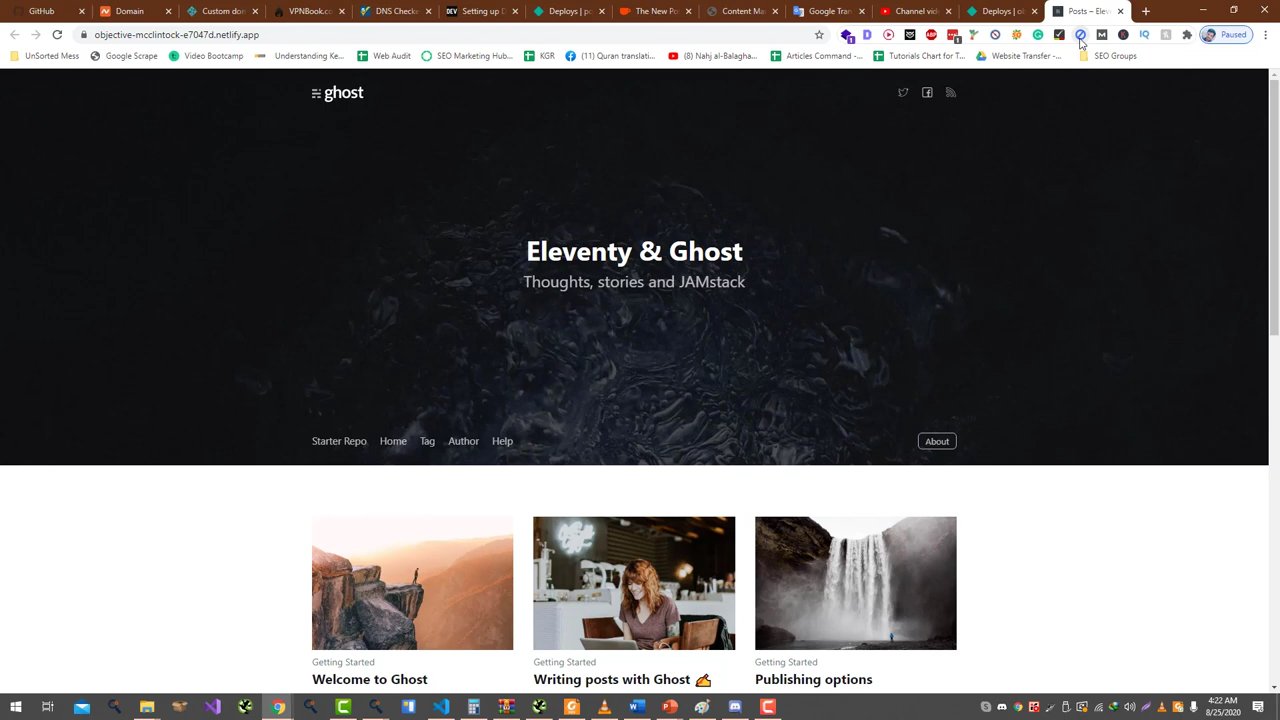 GitHub
Domain
Custom dom
VPNBook.co
DNS Checke
DEV Setting up D
Deploys | po
The New Po
Content Ma
Google Tran
Channel vid
Deploys | ob
Posts – Elev
objective-mcclintock-e7047d.netlify.app
Paused
UnSorted Mess
Google Scrape
Video Bootcamp
Understanding Ke...
Web Audit
SEO Marketing Hub...
KGR
(11) Quran translati...
(8) Nahj al-Balagha...
Articles Command -...
Tutorials Chart for T...
Website Transfer -...
SEO Groups
ghost
Eleventy & Ghost
Thoughts, stories and JAMstack
Starter Repo
Home
Tag
Author
Help
About
Getting Started
Welcome to Ghost
Getting Started
Writing posts with Ghost ✍
Getting Started
Publishing options
4:22 AM
8/25/2020